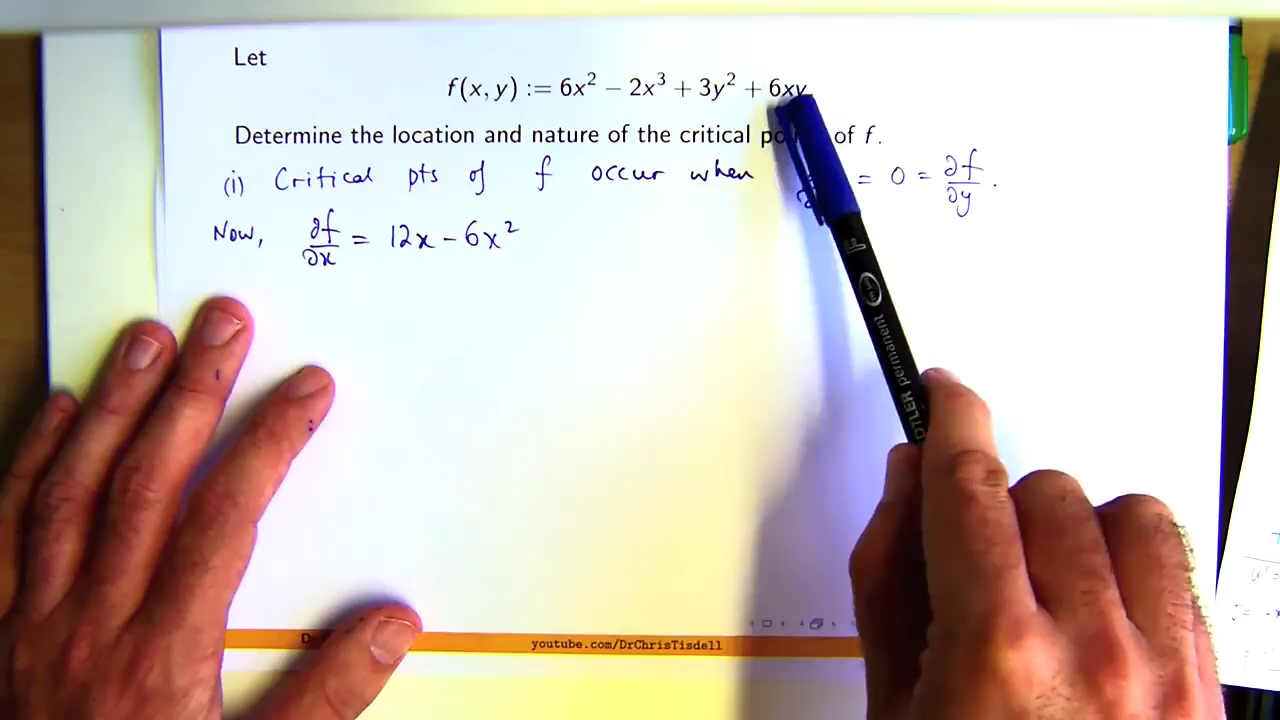 Let
f(x, y) := 6x² − 2x³ + 3y² + 6xy
Determine the location and nature of the critical of f.
(i) Critical pts of f occur when = 0 = ∂f/∂y.
Now, ∂f/∂x = 12x − 6x²
permanent
youtube.com/DrChrisTisdell